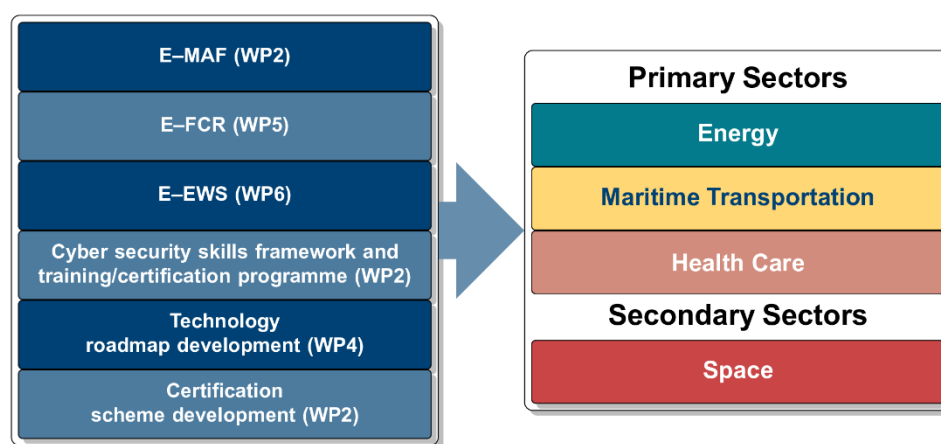 E–MAF (WP2)
E–FCR (WP5)
E–EWS (WP6)
Cyber security skills framework and
training/certification programme (WP2)
Technology
roadmap development (WP4)
Certification
scheme development (WP2)
Primary Sectors
Energy
Maritime Transportation
Health Care
Secondary Sectors
Space